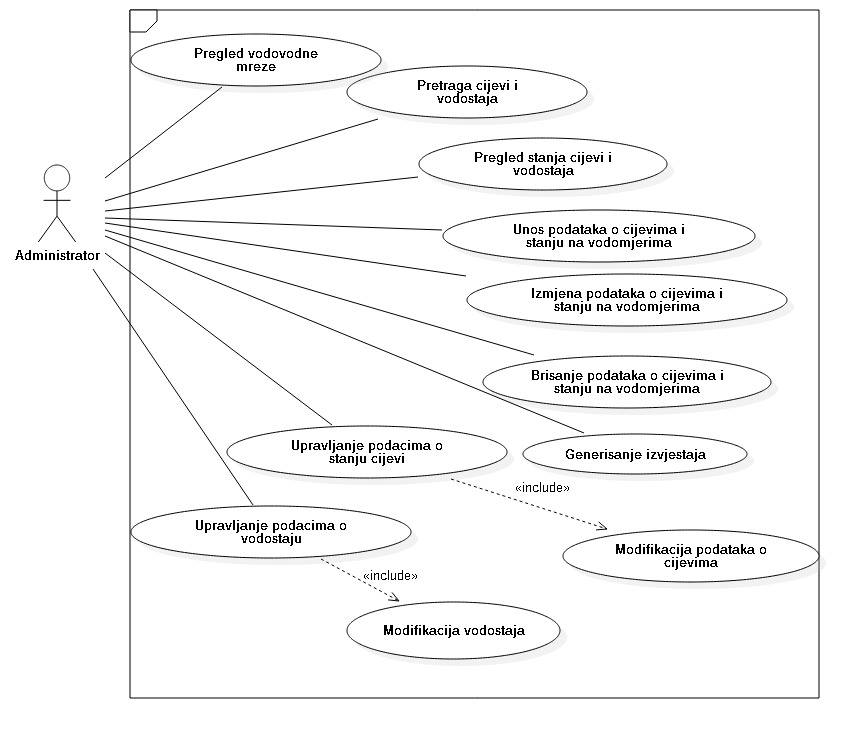 Pregled vodovodne
mreze
Pretraga cijevi i
vodostaja
Pregled stanja cijevi i
vodostaja
Administrator
Unos podataka o cijevima i
stanju na vodomjerima
Izmjena podataka o cijevima i
stanju na vodomjerima
Brisanje podataka o cijevima i
stanju na vodomjerima
Upravljanje podacima o
stanju cijevi
Generisanje izvjestaja
«include»
Upravljanje podacima o
vodostaju
Modifikacija podataka o
cijevima
«include»
Modifikacija vodostaja